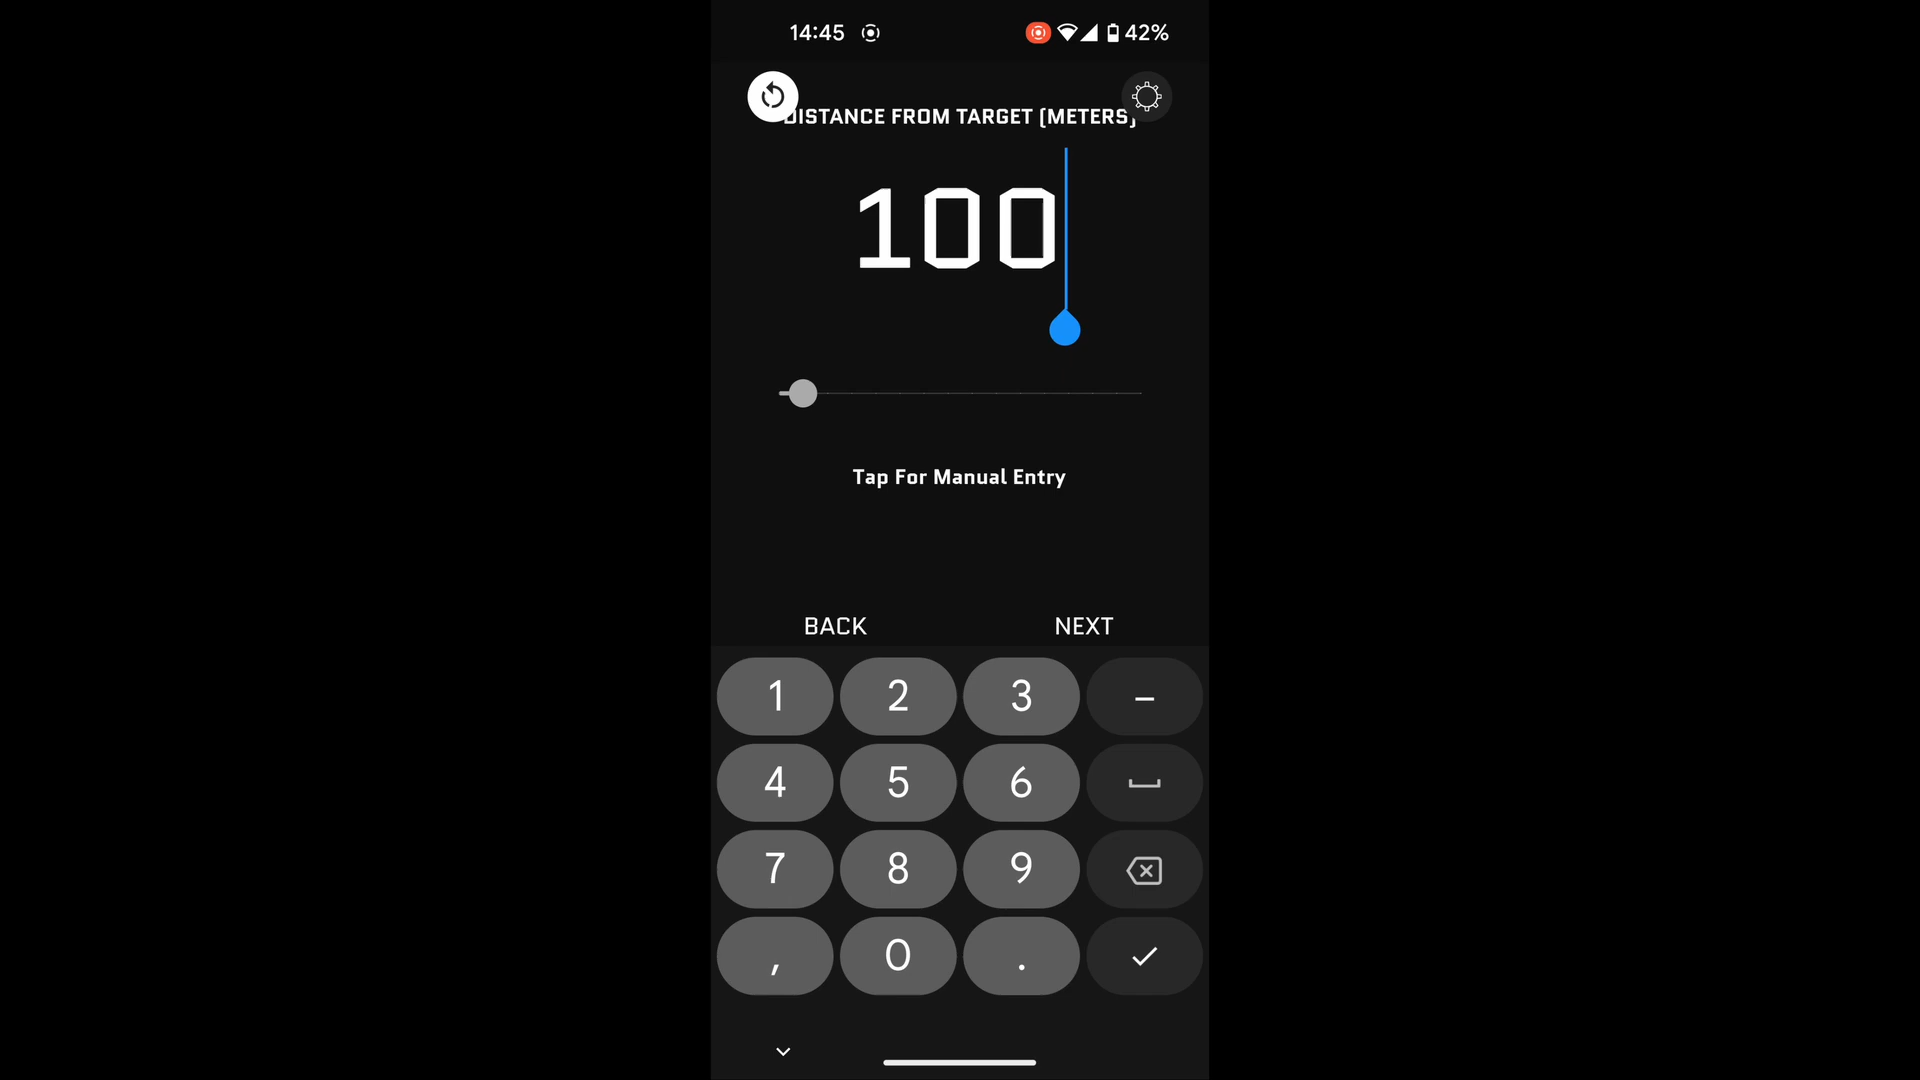 14:45 42%
DISTANCE FROM TARGET [METERS]
100
Tap For Manual Entry
BACK NEXT
1 2 3 –
4 5 6
7 8 9
, 0 .